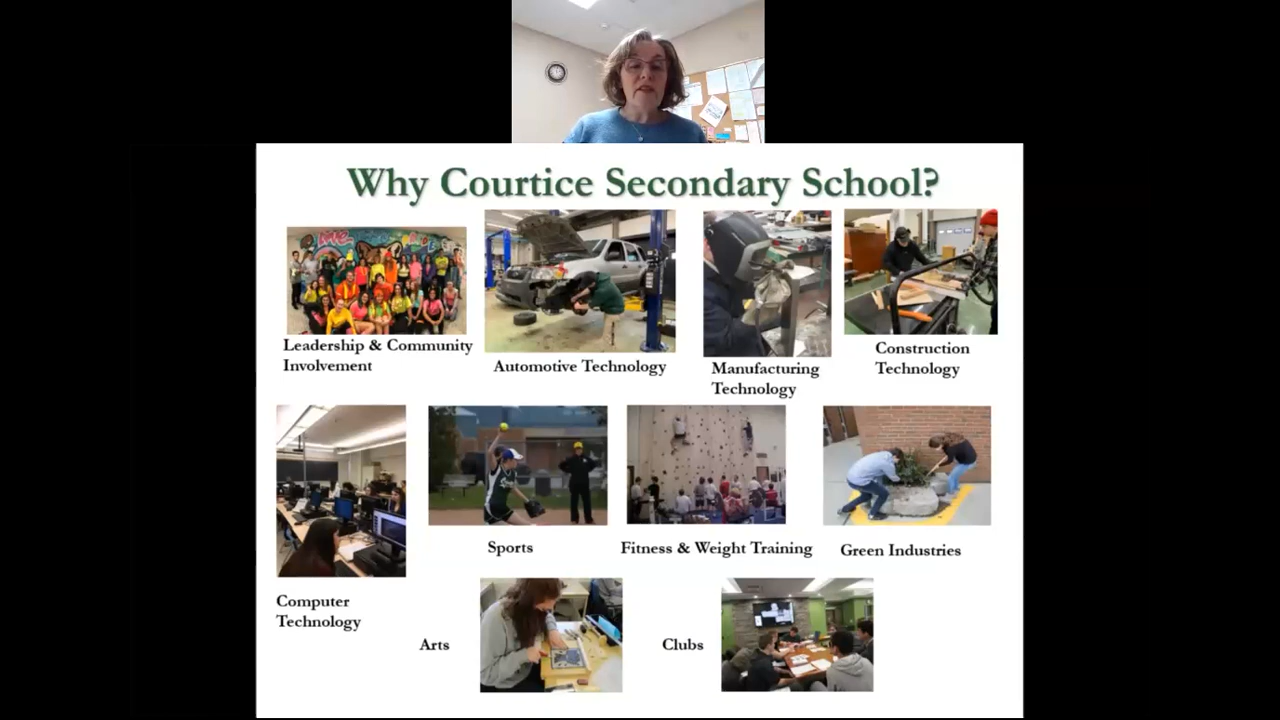 Why Courtice Secondary School?
Leadership & Community
Involvement
Automotive Technology
Manufacturing
Technology
Construction
Technology
Computer
Technology
Sports
Fitness & Weight Training
Green Industries
Arts
Clubs